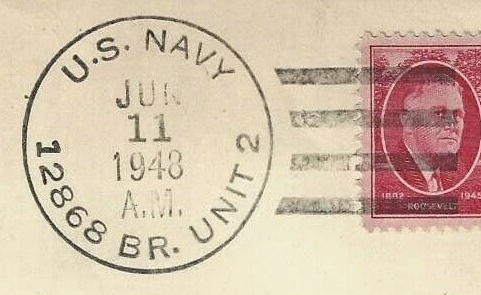 U.S. NAVY
JUN
11
1948
A.M.
12868 BR. UNIT 2
1882 1945
ROOSEVELT